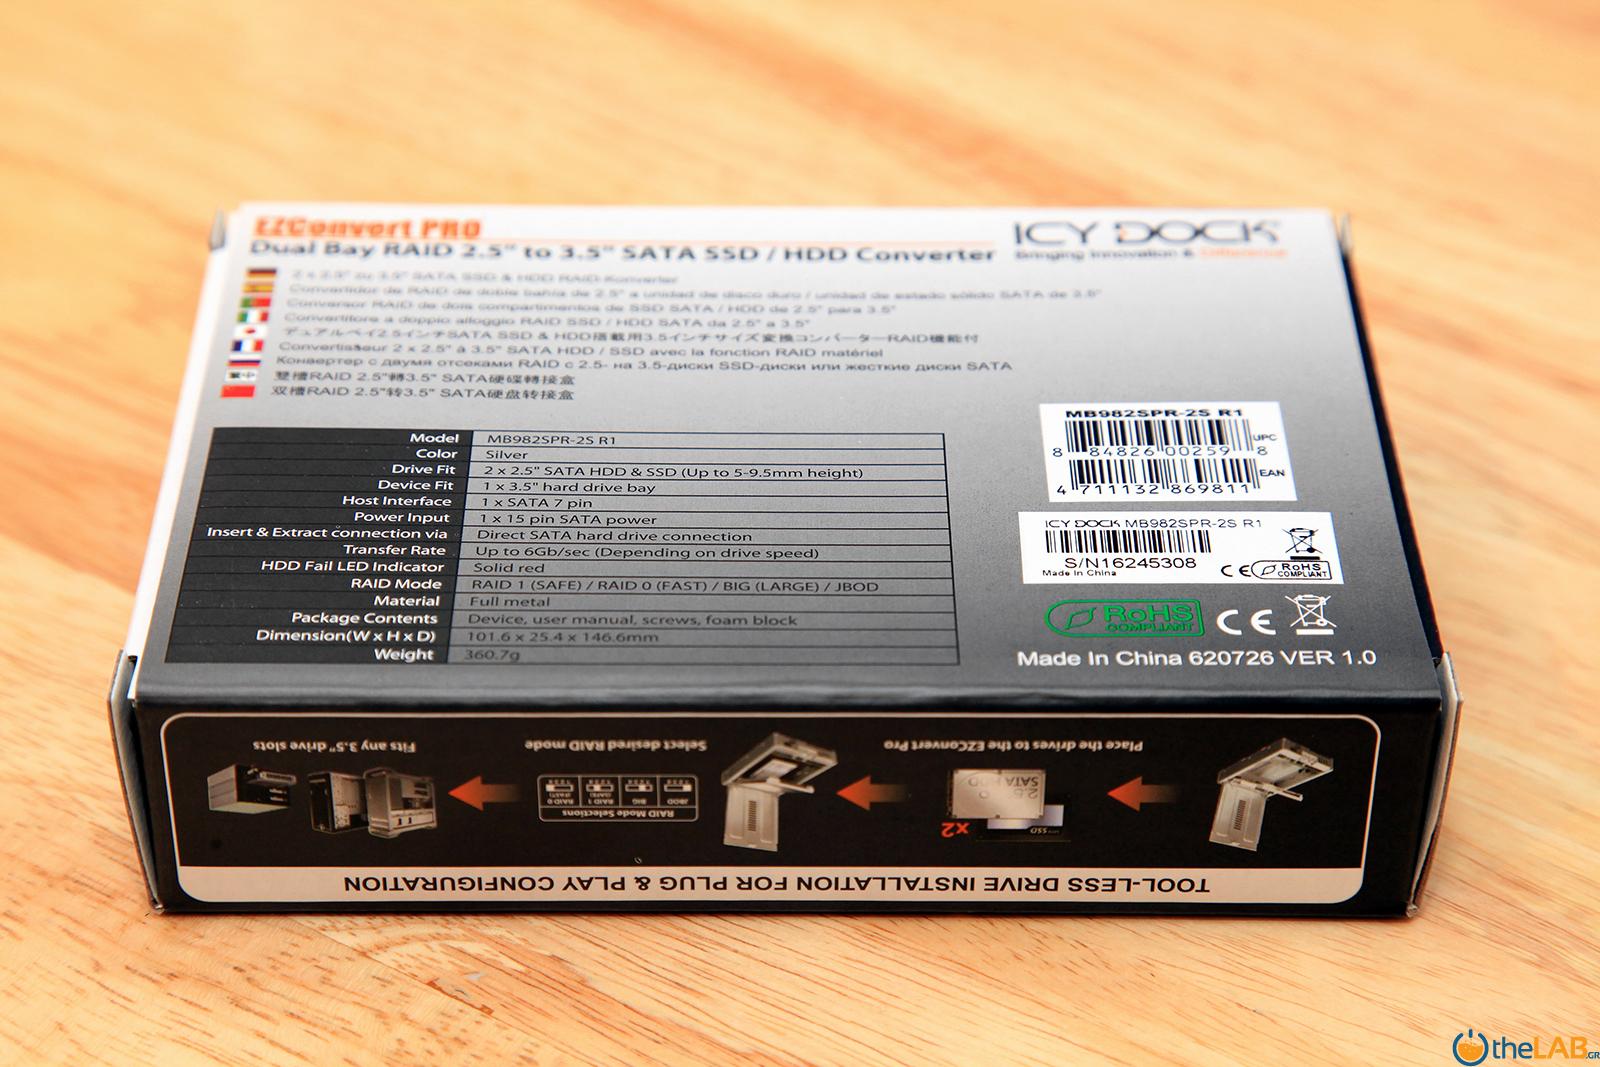 EZConvert PRO
Dual Bay RAID 2.5" to 3.5" SATA SSD / HDD Converter
ICY DOCK
Bringing Innovation & Difference
2 x 2.5" zu 3.5" SATA SSD & HDD RAID-Konverter
Convertidor de RAID de doble bahía de 2.5" a unidad de disco duro / unidad de estado sólido SATA de 3.5"
Conversor RAID de dois compartimentos de SSD SATA / HDD de 2.5" para 3.5"
Convertitore a doppio alloggio RAID SSD / HDD SATA da 2.5" a 3.5"
デュアルベイ2.5インチSATA SSD & HDD搭載用3.5インチサイズ変換コンバーターRAID機能付
Convertisseur 2 x 2.5" à 3.5" SATA HDD / SSD avec la fonction RAID matériel
Конвертер с двумя отсеками RAID с 2.5- на 3.5-диски SSD-диски или жесткие диски SATA
繁中 雙槽RAID 2.5"轉3.5" SATA硬碟轉接盒
双槽RAID 2.5"转3.5" SATA硬盘转接盒
Model MB982SPR-2S R1
Color Silver
Drive Fit 2 x 2.5" SATA HDD & SSD (Up to 5-9.5mm height)
Device Fit 1 x 3.5" hard drive bay
Host Interface 1 x SATA 7 pin
Power Input 1 x 15 pin SATA power
Insert & Extract connection via Direct SATA hard drive connection
Transfer Rate Up to 6Gb/sec (Depending on drive speed)
HDD Fail LED Indicator Solid red
RAID Mode RAID 1 (SAFE) / RAID 0 (FAST) / BIG (LARGE) / JBOD
Material Full metal
Package Contents Device, user manual, screws, foam block
Dimension(W x H x D) 101.6 x 25.4 x 146.6mm
Weight 360.7g
MB982SPR-2S R1
UPC
8 84826 00259 8
EAN
4 711132 869811
ICY DOCK MB982SPR-2S R1
S/N16245308
Made In China
CE RoHS COMPLIANT
RoHS COMPLIANT CE
Made In China 620726 VER 1.0
TOOL-LESS DRIVE INSTALLATION FOR PLUG & PLAY CONFIGURATION
Place the drives to the EZConvert Pro
SSD
SATA HDD
2.5"
x2
Select desired RAID mode
RAID Mode Selections
JBOD BIG RAID 1 (SAFE) RAID 0 (FAST)
Fits any 3.5" drive slots
theLAB.GR